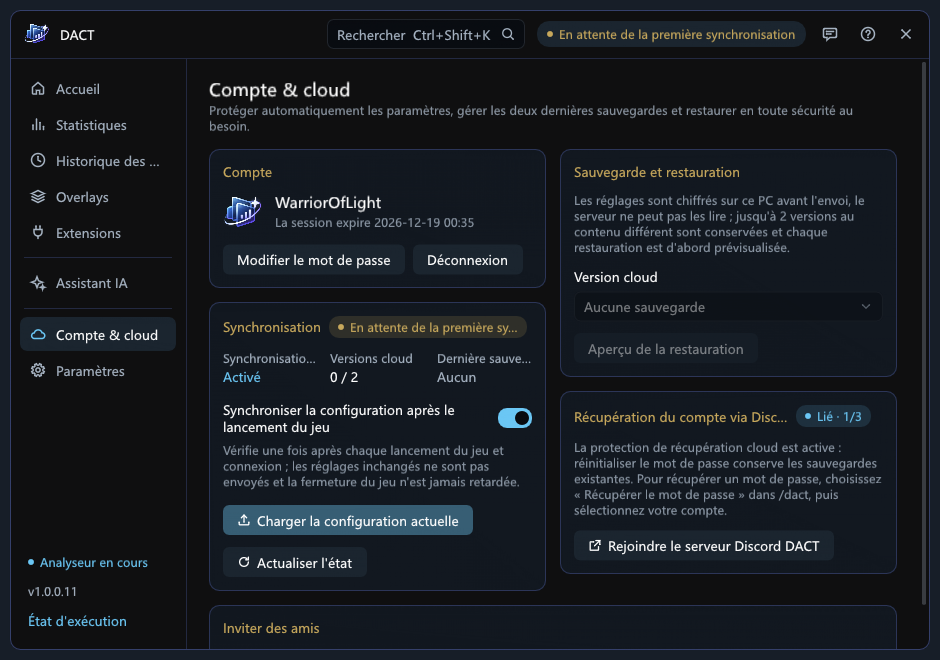 DACT
Rechercher Ctrl+Shift+K
En attente de la première synchronisation
Accueil
Statistiques
Historique des ...
Overlays
Extensions
Assistant IA
Compte & cloud
Paramètres
Analyseur en cours
v1.0.0.11
État d'exécution
Compte & cloud
Protéger automatiquement les paramètres, gérer les deux dernières sauvegardes et restaurer en toute sécurité au
besoin.
Compte
WarriorOfLight
La session expire 2026-12-19 00:35
Modifier le mot de passe
Déconnexion
Synchronisation
En attente de la première sy...
Synchronisatio...
Versions cloud
Dernière sauve...
Activé
0 / 2
Aucun
Synchroniser la configuration après le
lancement du jeu
Vérifie une fois après chaque lancement du jeu et
connexion ; les réglages inchangés ne sont pas
envoyés et la fermeture du jeu n'est jamais retardée.
Charger la configuration actuelle
Actualiser l'état
Sauvegarde et restauration
Les réglages sont chiffrés sur ce PC avant l'envoi, le
serveur ne peut pas les lire ; jusqu'à 2 versions au
contenu différent sont conservées et chaque
restauration est d'abord prévisualisée.
Version cloud
Aucune sauvegarde
Aperçu de la restauration
Récupération du compte via Disc...
Lié · 1/3
La protection de récupération cloud est active :
réinitialiser le mot de passe conserve les sauvegardes
existantes. Pour récupérer un mot de passe, choisissez
« Récupérer le mot de passe » dans /dact, puis
sélectionnez votre compte.
Rejoindre le serveur Discord DACT
Inviter des amis